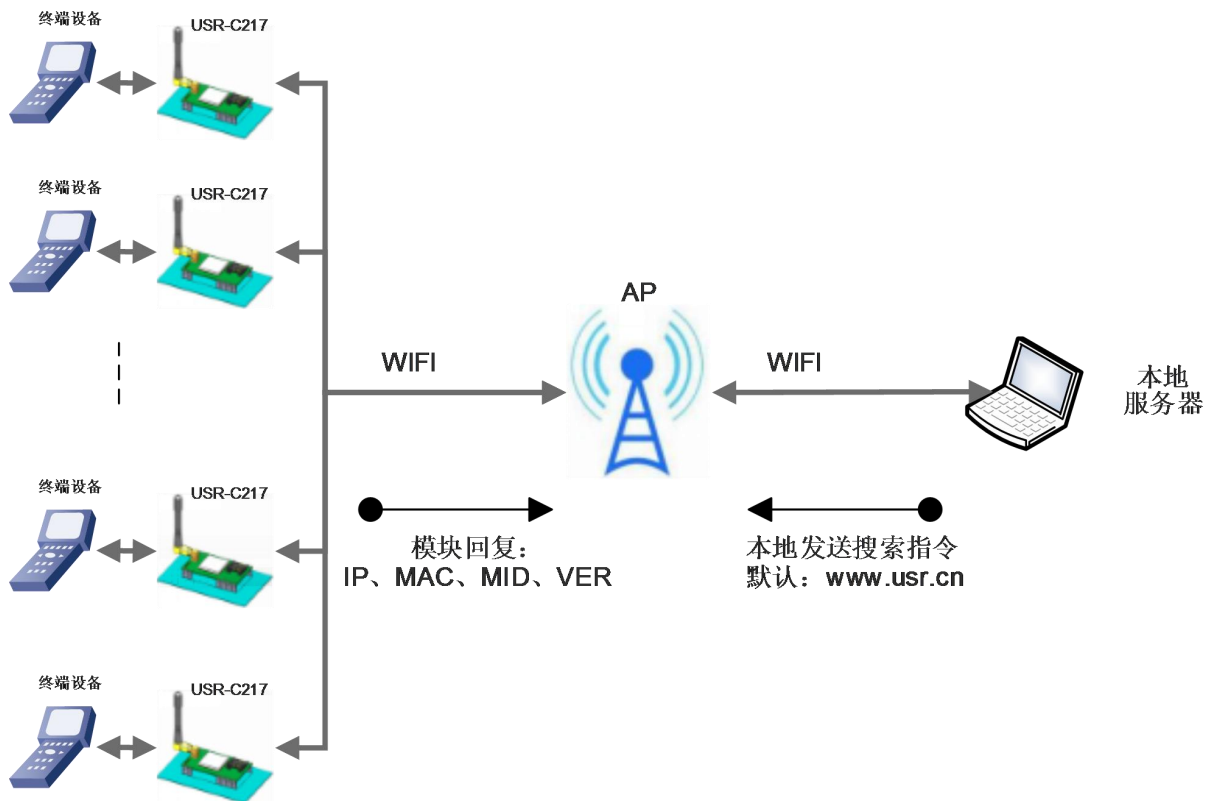 终端设备
USR-C217
终端设备
USR-C217
AP
WIFI
WIFI
本地
服务器
终端设备
USR-C217
模块回复：
IP、MAC、MID、VER
本地发送搜索指令
默认：www.usr.cn
终端设备
USR-C217